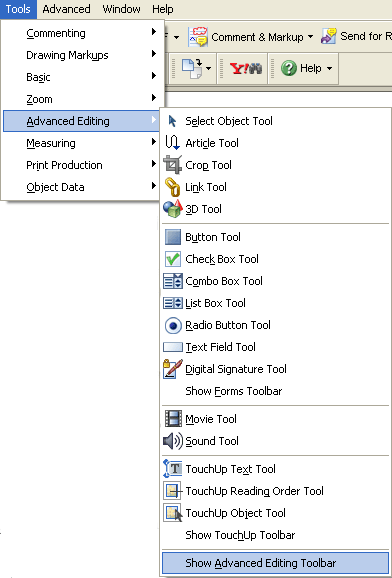 Tools Advanced Window Help
Commenting
Comment & Markup
Send for R
Drawing Markups
Basic
Y!
Help
Zoom
Advanced Editing
Measuring
Print Production
Object Data
Select Object Tool
Article Tool
Crop Tool
Link Tool
3D Tool
Button Tool
Check Box Tool
Combo Box Tool
List Box Tool
Radio Button Tool
Text Field Tool
Digital Signature Tool
Show Forms Toolbar
Movie Tool
Sound Tool
TouchUp Text Tool
TouchUp Reading Order Tool
TouchUp Object Tool
Show TouchUp Toolbar
Show Advanced Editing Toolbar